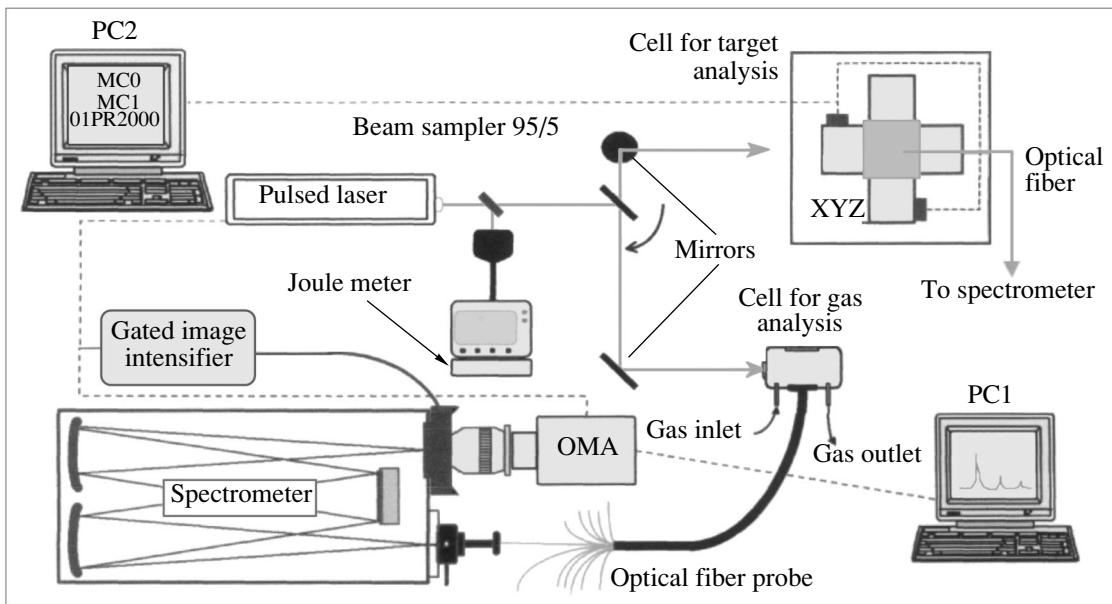 PC2
MC0
MC1
01PR2000
Cell for target
analysis
Beam sampler 95/5
Optical
fiber
Pulsed laser
XYZ
Mirrors
To spectrometer
Joule meter
Cell for gas
analysis
Gated image
intensifier
PC1
Gas inlet
OMA
Gas outlet
Spectrometer
Optical fiber probe